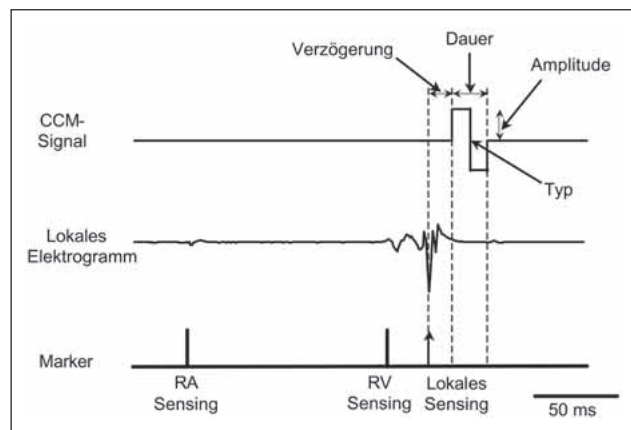 Dauer
Verzögerung
Amplitude
CCM-
Signal
Typ
Lokales
Elektrogramm
Marker
RA
Sensing
RV
Sensing
Lokales
Sensing
50 ms